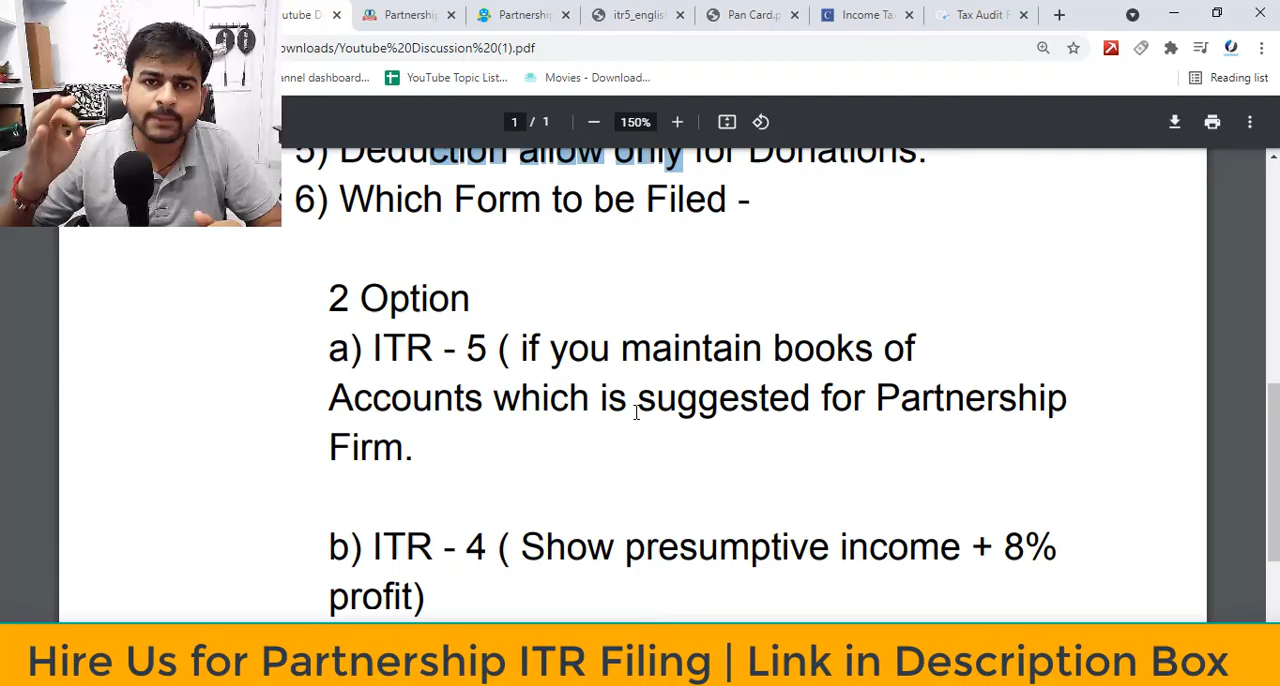 utube D
Partnership
Partnership
itr5_englis
Pan Card.p
Income Ta
Tax Audit F
ownloads/Youtube%20Discussion%20(1).pdf
annel dashboard...
YouTube Topic List...
Movies - Download...
Reading list
1 / 1
150%
5) Deduction allow only for Donations.
6) Which Form to be Filed -
2 Option
a) ITR - 5 ( if you maintain books of
Accounts which is suggested for Partnership
Firm.
b) ITR - 4 ( Show presumptive income + 8%
profit)
Hire Us for Partnership ITR Filing | Link in Description Box